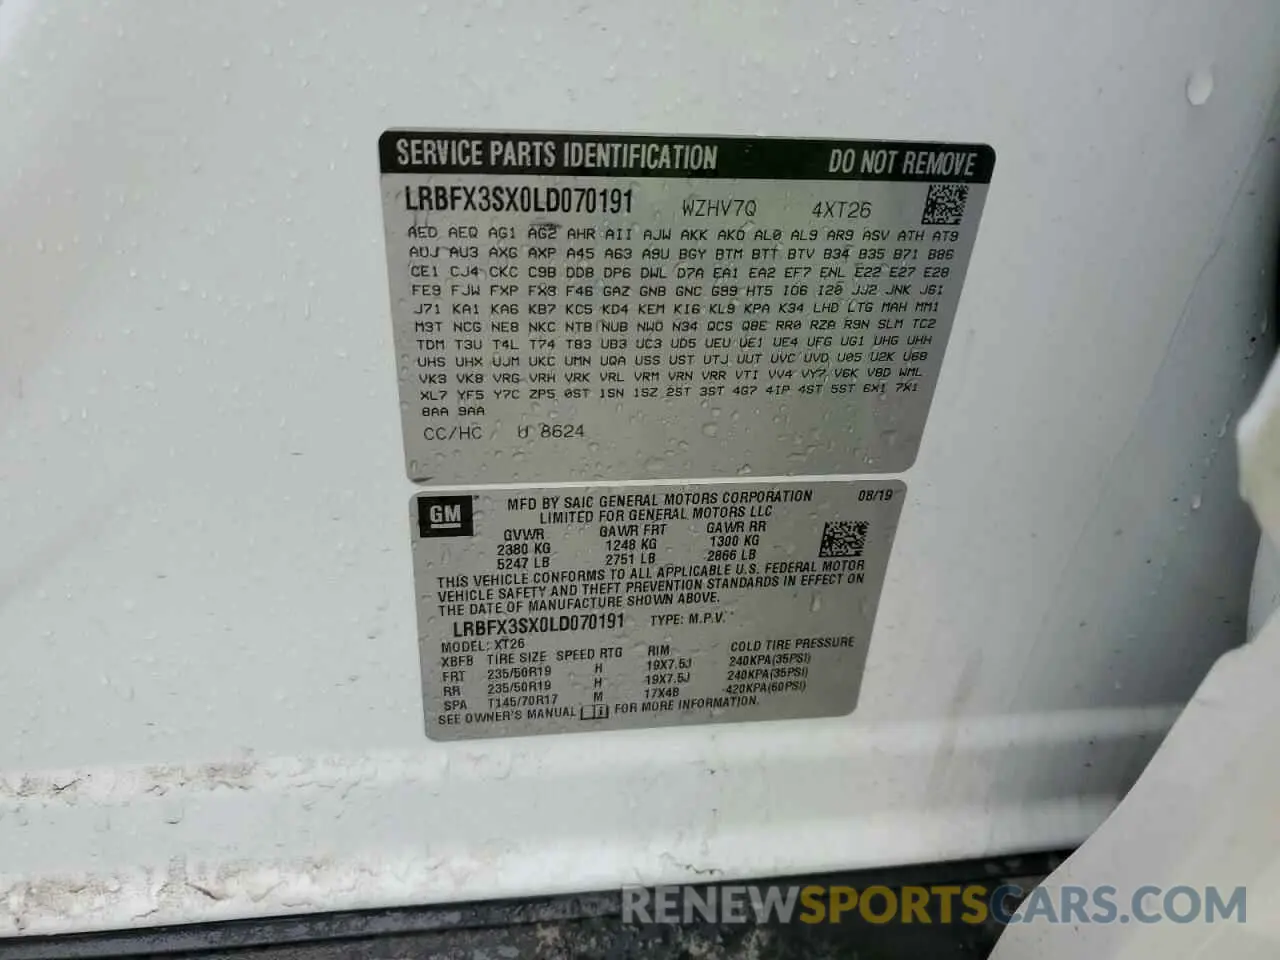 SERVICE PARTS IDENTIFICATION DO NOT REMOVE
LRBFX3SX0LD070191 WZHV7Q 4XT26
AED AEQ AG1 AG2 AHR AII AJW AKK AKO AL0 AL9 AR9 ASV ATH AT9
AUJ AU3 AXG AXP A45 A63 A9U BGY BTM BTT BTV B34 B35 B71 B86
CE1 CJ4 CKC C9B DD8 DP6 DWL D7A EA1 EA2 EF7 ENL E22 E27 E28
FE9 FJW FXP FX3 F46 GAZ GNB GNC G99 HT5 IO6 I20 JJ2 JNK J61
J71 KA1 KA6 KB7 KC5 KD4 KEM KI6 KL9 KPA K34 LHD LTG MAH MM1
M3T NCG NE8 NKC NTB NUB NWO N34 QCS Q8E RR0 RZA R9N SLM TC2
TDM T3U T4L T74 T83 UB3 UC3 UD5 UEU UE1 UE4 UFG UG1 UHG UHH
UHS UHX UJM UKC UMN UQA USS UST UTJ UUT UVC UVD U05 U2K U68
VK3 VK8 VRG VRH VRK VRL VRM VRN VRR VTI VV4 VY7 V6K V8D WML
XL7 YF5 Y7C ZP5 0ST 1SN 1SZ 2ST 3ST 4G7 4IP 4ST 5ST 6X1 7X1
8AA 9AA
CC/HC U 8624
GM MFD BY SAIC GENERAL MOTORS CORPORATION 08/19
LIMITED FOR GENERAL MOTORS LLC
GVWR GAWR FRT GAWR RR
2380 KG 1248 KG 1300 KG
5247 LB 2751 LB 2866 LB
THIS VEHICLE CONFORMS TO ALL APPLICABLE U.S. FEDERAL MOTOR
VEHICLE SAFETY AND THEFT PREVENTION STANDARDS IN EFFECT ON
THE DATE OF MANUFACTURE SHOWN ABOVE.
LRBFX3SX0LD070191 TYPE: M.P.V.
MODEL: XT26
XBFB TIRE SIZE SPEED RTG RIM COLD TIRE PRESSURE
FRT 235/50R19 H 19X7.5J 240KPA(35PSI)
RR 235/50R19 H 19X7.5J 240KPA(35PSI)
SPA T145/70R17 M 17X4B 420KPA(60PSI)
SEE OWNER'S MANUAL FOR MORE INFORMATION.
RENEWSPORTSCARS.COM